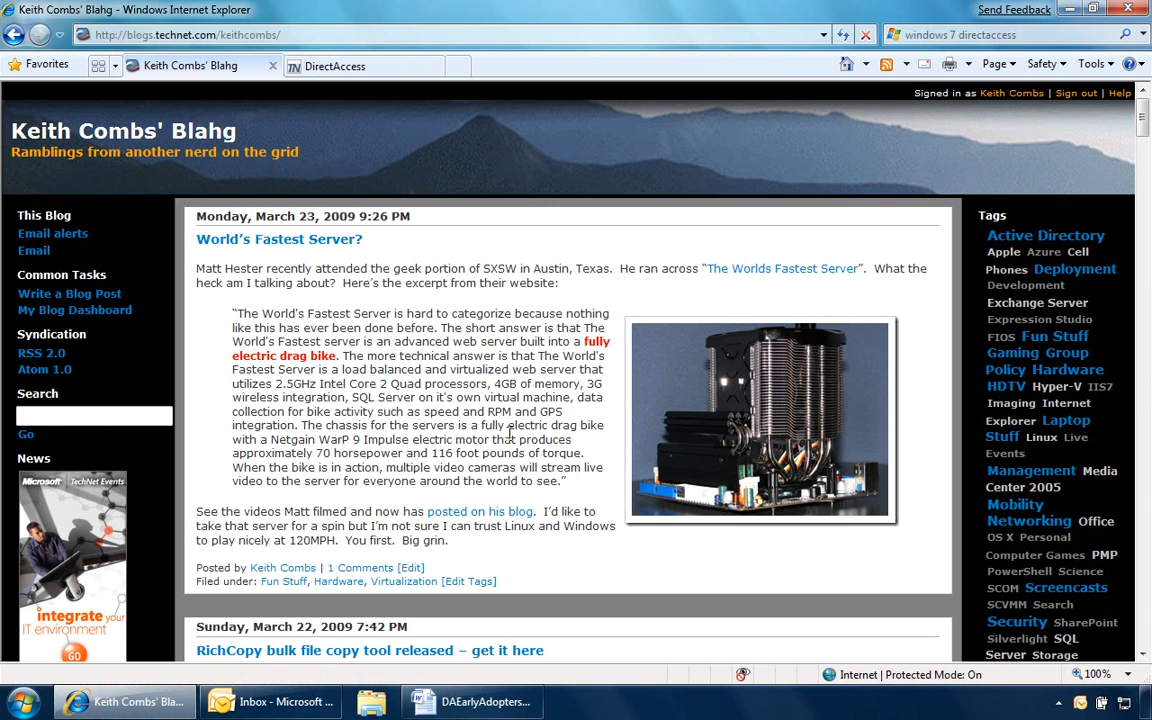 Keith Combs' Blahg - Windows Internet Explorer
Send Feedback
http://blogs.technet.com/keithcombs/
windows 7 directaccess
Favorites
Keith Combs' Blahg
DirectAccess
Page
Safety
Tools
Signed in as Keith Combs | Sign out | Help
Keith Combs' Blahg
Ramblings from another nerd on the grid
This Blog
Email alerts
Email
Common Tasks
Write a Blog Post
My Blog Dashboard
Syndication
RSS 2.0
Atom 1.0
Search
Go
News
Microsoft TechNet Events
integrate your
IT environment
GO
Monday, March 23, 2009 9:26 PM
World's Fastest Server?
Matt Hester recently attended the geek portion of SXSW in Austin, Texas. He ran across “The Worlds Fastest Server”. What the
heck am I talking about? Here's the excerpt from their website:
“The World's Fastest Server is hard to categorize because nothing
like this has ever been done before. The short answer is that The
World's Fastest server is an advanced web server built into a fully
electric drag bike. The more technical answer is that The World's
Fastest Server is a load balanced and virtualized web server that
utilizes 2.5GHz Intel Core 2 Quad processors, 4GB of memory, 3G
wireless integration, SQL Server on it's own virtual machine, data
collection for bike activity such as speed and RPM and GPS
integration. The chassis for the servers is a fully electric drag bike
with a Netgain WarP 9 Impulse electric motor that produces
approximately 70 horsepower and 116 foot pounds of torque.
When the bike is in action, multiple video cameras will stream live
video to the server for everyone around the world to see.”
See the videos Matt filmed and now has posted on his blog. I'd like to
take that server for a spin but I'm not sure I can trust Linux and Windows
to play nicely at 120MPH. You first. Big grin.
Posted by Keith Combs | 1 Comments [Edit]
Filed under: Fun Stuff, Hardware, Virtualization [Edit Tags]
Sunday, March 22, 2009 7:42 PM
RichCopy bulk file copy tool released – get it here
Tags
Active Directory
Apple Azure Cell
Phones Deployment
Development
Exchange Server
Expression Studio
FIOS Fun Stuff
Gaming Group
Policy Hardware
HDTV Hyper-V IIS7
Imaging Internet
Explorer Laptop
Stuff Linux Live
Events
Management Media
Center 2005
Mobility
Networking Office
OS X Personal
Computer Games PMP
PowerShell Science
SCOM Screencasts
SCVMM Search
Security SharePoint
Silverlight SQL
Server Storage
Internet | Protected Mode: On
100%
Keith Combs' Bla...
Inbox - Microsoft ...
DAEarlyAdopters...